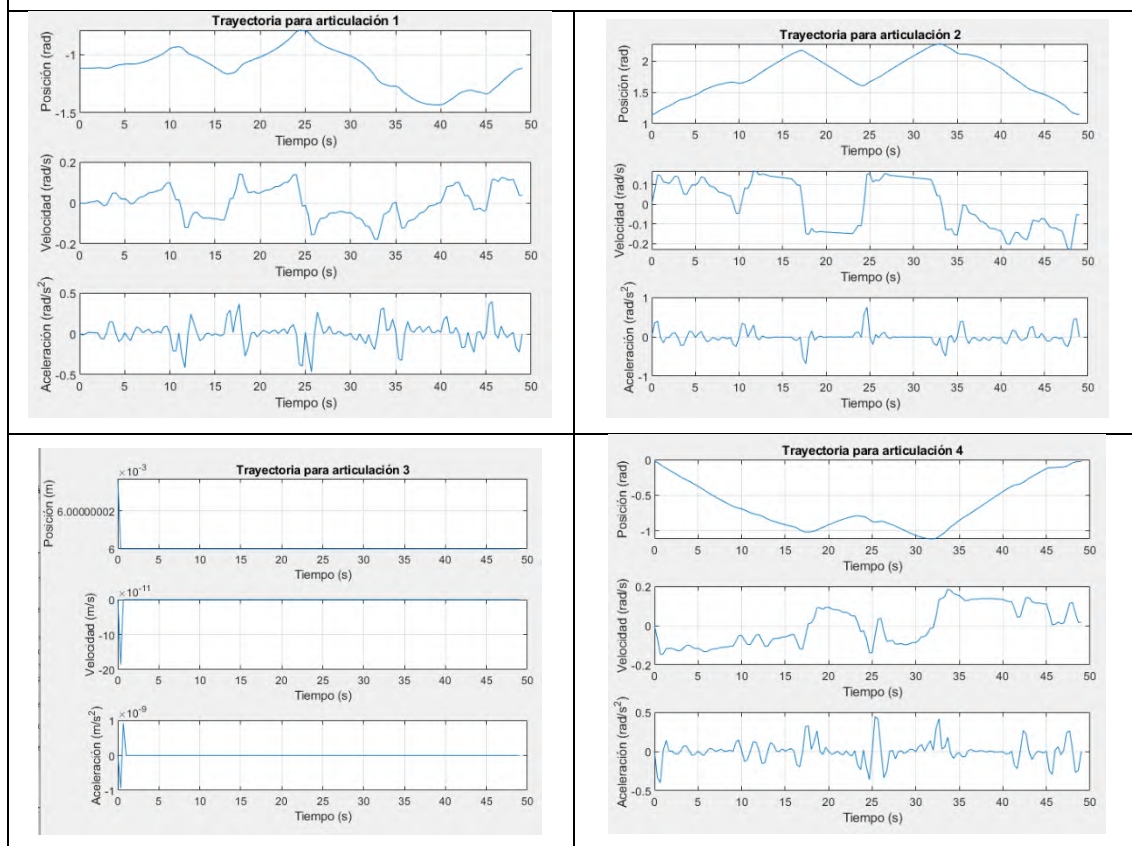 Trayectoria para articulación 1
Posición (rad)
-1
-1.5
0 5 10 15 20 25 30 35 40 45 50
Tiempo (s)
Velocidad (rad/s)
0.2
0
-0.2
0 5 10 15 20 25 30 35 40 45 50
Tiempo (s)
Aceleración (rad/s²)
0.5
0
-0.5
0 5 10 15 20 25 30 35 40 45 50
Tiempo (s)
Trayectoria para articulación 2
Posición (rad)
2
1.5
1
0 5 10 15 20 25 30 35 40 45 50
Tiempo (s)
Velocidad (rad/s)
0.1
0
-0.1
-0.2
0 5 10 15 20 25 30 35 40 45 50
Tiempo (s)
Aceleración (rad/s²)
1
0
-1
0 5 10 15 20 25 30 35 40 45 50
Tiempo (s)
Trayectoria para articulación 3
×10⁻³
Posición (m)
6.00000002
6
0 5 10 15 20 25 30 35 40 45 50
Tiempo (s)
×10⁻¹¹
Velocidad (m/s)
0
-10
-20
0 5 10 15 20 25 30 35 40 45 50
Tiempo (s)
×10⁻⁹
Aceleración (m/s²)
1
0
-1
0 5 10 15 20 25 30 35 40 45 50
Tiempo (s)
Trayectoria para articulación 4
Posición (rad)
0
-0.5
-1
0 5 10 15 20 25 30 35 40 45 50
Tiempo (s)
Velocidad (rad/s)
0.2
0
-0.2
0 5 10 15 20 25 30 35 40 45 50
Tiempo (s)
Aceleración (rad/s²)
0.5
0
-0.5
0 5 10 15 20 25 30 35 40 45 50
Tiempo (s)